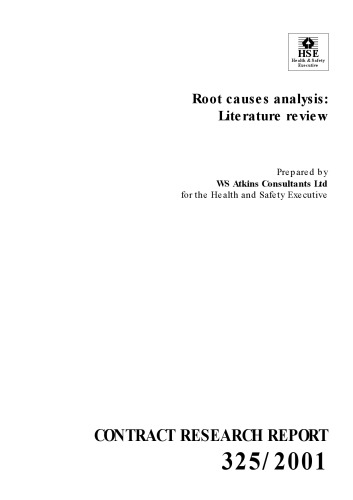 HSE
Health & Safety
Executive
Root causes analysis:
Literature review
Prepared by
WS Atkins Consultants Ltd
for the Health and Safety Executive
CONTRACT RESEARCH REPORT
325/2001